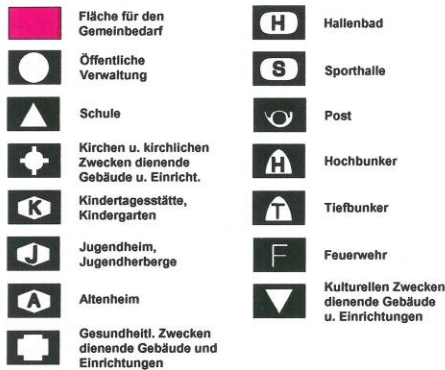 Fläche für den
Gemeinbedarf
Öffentliche
Verwaltung
Schule
Kirchen u. kirchlichen
Zwecken dienende
Gebäude u. Einricht.
K
Kindertagesstätte,
Kindergarten
J
Jugendheim,
Jugendherberge
A
Altenheim
Gesundheitl. Zwecken
dienende Gebäude und
Einrichtungen
H
Hallenbad
S
Sporthalle
Post
H
Hochbunker
T
Tiefbunker
F
Feuerwehr
Kulturellen Zwecken
dienende Gebäude
u. Einrichtungen